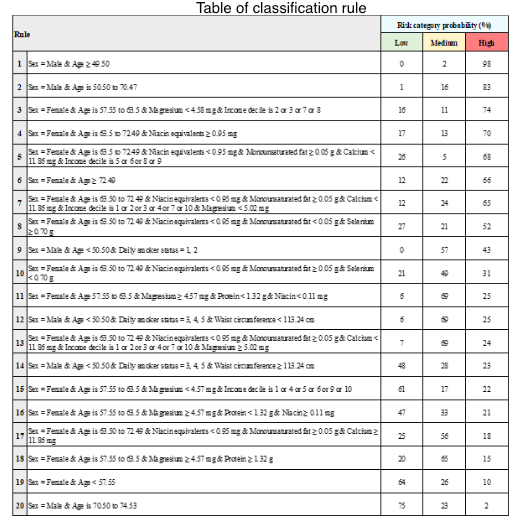 Table of classification rule
Rule
Risk category probability (%)
Low Medium High
1 Sex = Male & Age ≥ 49.50 0 2 98
2 Sex = Male & Age is 50.50 to 70.47 1 16 83
3 Sex = Female & Age is 57.55 to 63.5 & Magnesium < 4.58 mg & Income decile is 2 or 3 or 7 or 8 16 11 74
4 Sex = Female & Age is 63.5 to 72.49 & Niacin equivalents ≥ 0.95 mg 17 13 70
5 Sex = Female & Age is 63.5 to 72.49 & Niacin equivalents < 0.95 mg & Monounsaturated fat ≥ 0.05 g & Calcium <
11.86 mg & Income decile is 5 or 6 or 8 or 9 26 5 68
6 Sex = Female & Age ≥ 72.49 12 22 66
7 Sex = Female & Age is 63.50 to 72.49 & Niacin equivalents < 0.95 mg & Monounsaturated fat ≥ 0.05 g & Calcium <
11.86 mg & Income decile is 1 or 2 or 3 or 4 or 7 or 10 & Magnesium < 5.02 mg 12 24 65
8 Sex = Female & Age is 63.50 to 72.49 & Niacin equivalents < 0.95 mg & Monounsaturated fat < 0.05 g & Selenium
≥ 0.70 g 27 21 52
9 Sex = Male & Age < 50.50 & Daily smoker status = 1, 2 0 57 43
10 Sex = Female & Age is 63.50 to 72.49 & Niacin equivalents < 0.95 mg & Monounsaturated fat ≥ 0.05 g & Selenium
< 0.70 g 21 49 31
11 Sex = Female & Age 57.55 to 63.5 & Magnesium ≥ 4.57 mg & Protein < 1.32 g & Niacin < 0.11 mg 6 69 25
12 Sex = Male & Age < 50.50 & Daily smoker status = 3, 4, 5 & Waist circumference < 113.24 cm 6 69 25
13 Sex = Female & Age is 63.50 to 72.49 & Niacin equivalents < 0.95 mg & Monounsaturated fat ≥ 0.05 g & Calcium <
11.86 mg & Income decile is 1 or 2 or 3 or 4 or 7 or 10 & Magnesium ≥ 5.02 mg 7 69 24
14 Sex = Male & Age < 50.50 & Daily smoker status = 3, 4, 5 & Waist circumference ≥ 113.24 cm 48 28 23
15 Sex = Female & Age is 57.55 to 63.5 & Magnesium < 4.57 mg & Income decile is 1 or 4 or 5 or 6 or 9 or 10 61 17 22
16 Sex = Female & Age is 57.55 to 63.5 & Magnesium ≥ 4.57 mg & Protein < 1.32 g & Niacin ≥ 0.11 mg 47 33 21
17 Sex = Female & Age is 63.50 to 72.49 & Niacin equivalents < 0.95 mg & Monounsaturated fat ≥ 0.05 g & Calcium ≥
11.86 mg 25 56 18
18 Sex = Female & Age is 57.55 to 63.5 & Magnesium ≥ 4.57 mg & Protein ≥ 1.32 g 20 65 15
19 Sex = Female & Age < 57.55 64 26 10
20 Sex = Male & Age is 70.50 to 74.53 75 23 2